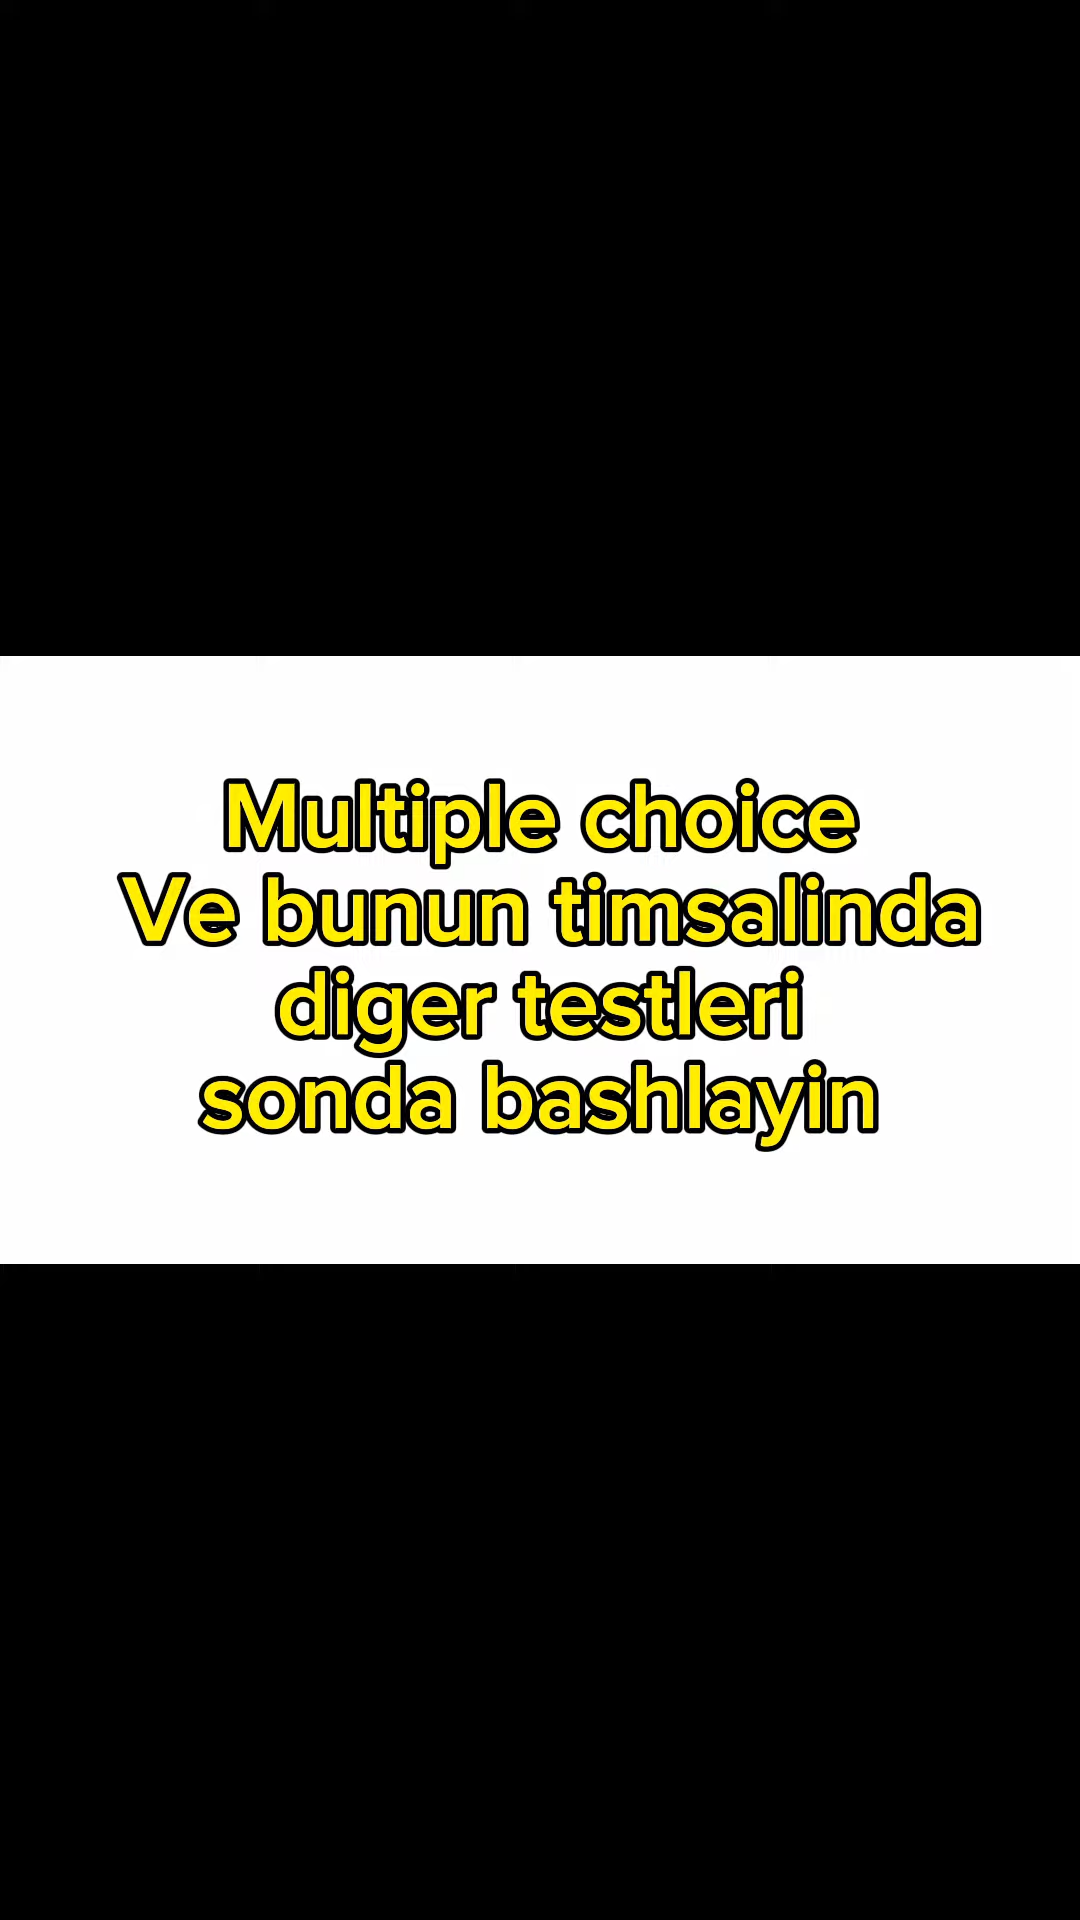 Multiple choice
Ve bunun timsalinda
diger testleri
sonda bashlayin